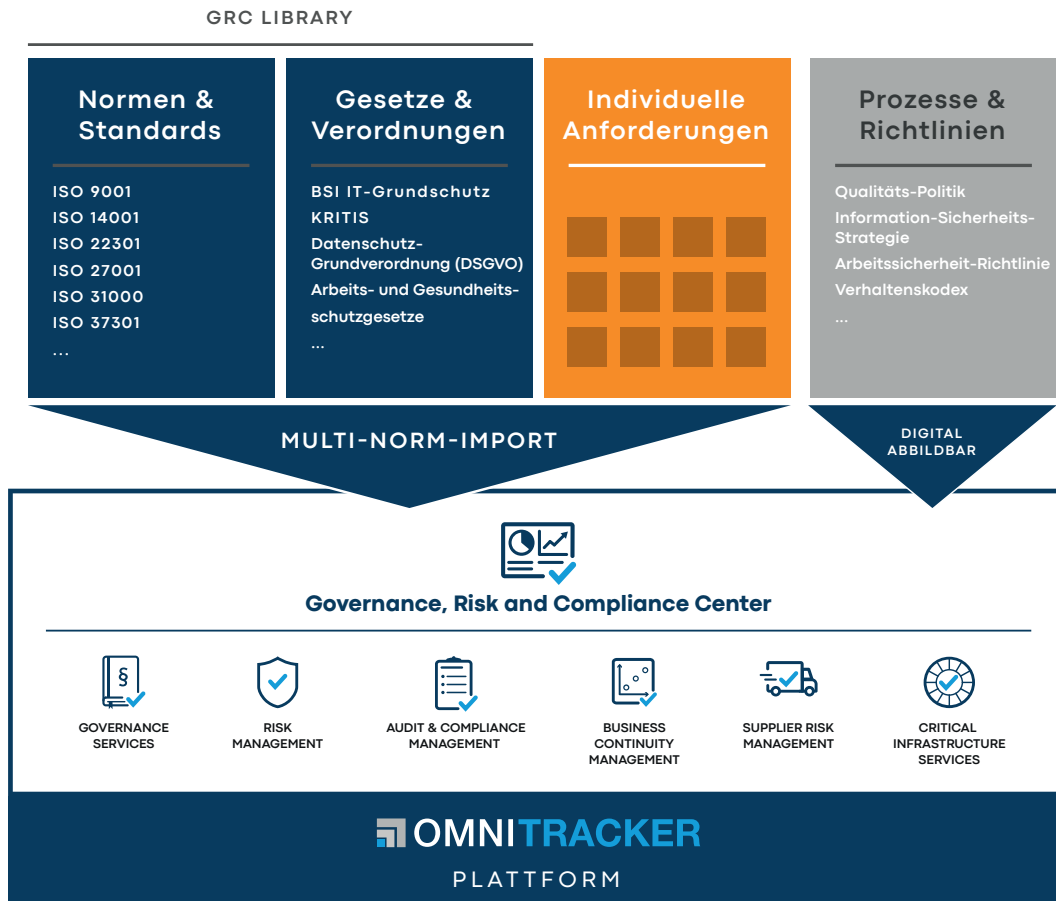 GRC LIBRARY
Normen &
Standards
ISO 9001
ISO 14001
ISO 22301
ISO 27001
ISO 31000
ISO 37301
...
Gesetze &
Verordnungen
BSI IT-Grundschutz
KRITIS
Datenschutz-
Grundverordnung (DSGVO)
Arbeits- und Gesundheits-
schutzgesetze
...
Individuelle
Anforderungen
Prozesse &
Richtlinien
Qualitäts-Politik
Information-Sicherheits-
Strategie
Arbeitssicherheit-Richtlinie
Verhaltenskodex
...
MULTI-NORM-IMPORT
DIGITAL
ABBILDBAR
Governance, Risk and Compliance Center
§
GOVERNANCE
SERVICES
RISK
MANAGEMENT
AUDIT & COMPLIANCE
MANAGEMENT
BUSINESS
CONTINUITY
MANAGEMENT
SUPPLIER RISK
MANAGEMENT
CRITICAL
INFRASTRUCTURE
SERVICES
OMNITRACKER
PLATTFORM